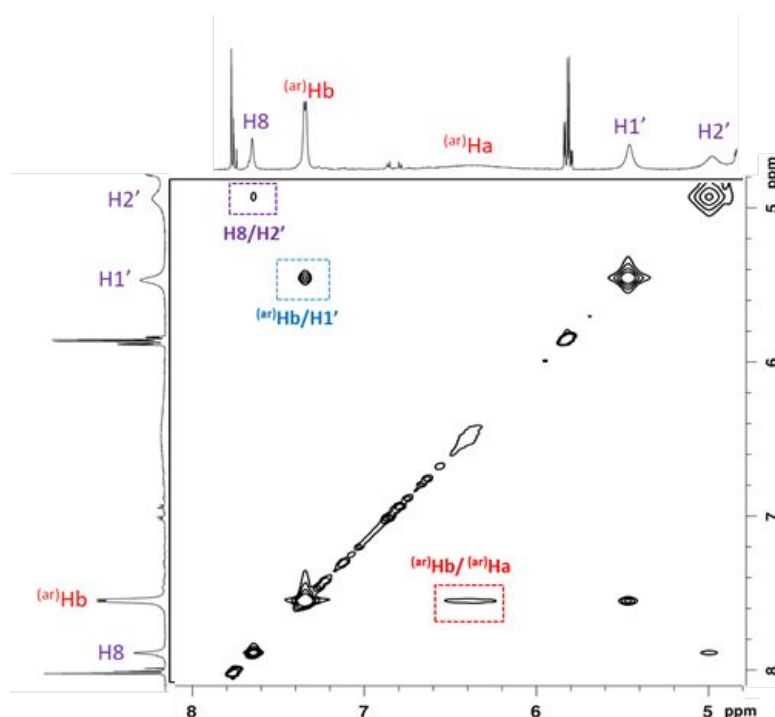 H2′
(ar)Hb
H8
(ar)Ha
H1′
5 ppm
H2′
H8/H2′
5
H1′
(ar)Hb/H1′
6
7
(ar)Hb/ (ar)Ha
(ar)Hb
H8
8
8
7
6
5 ppm